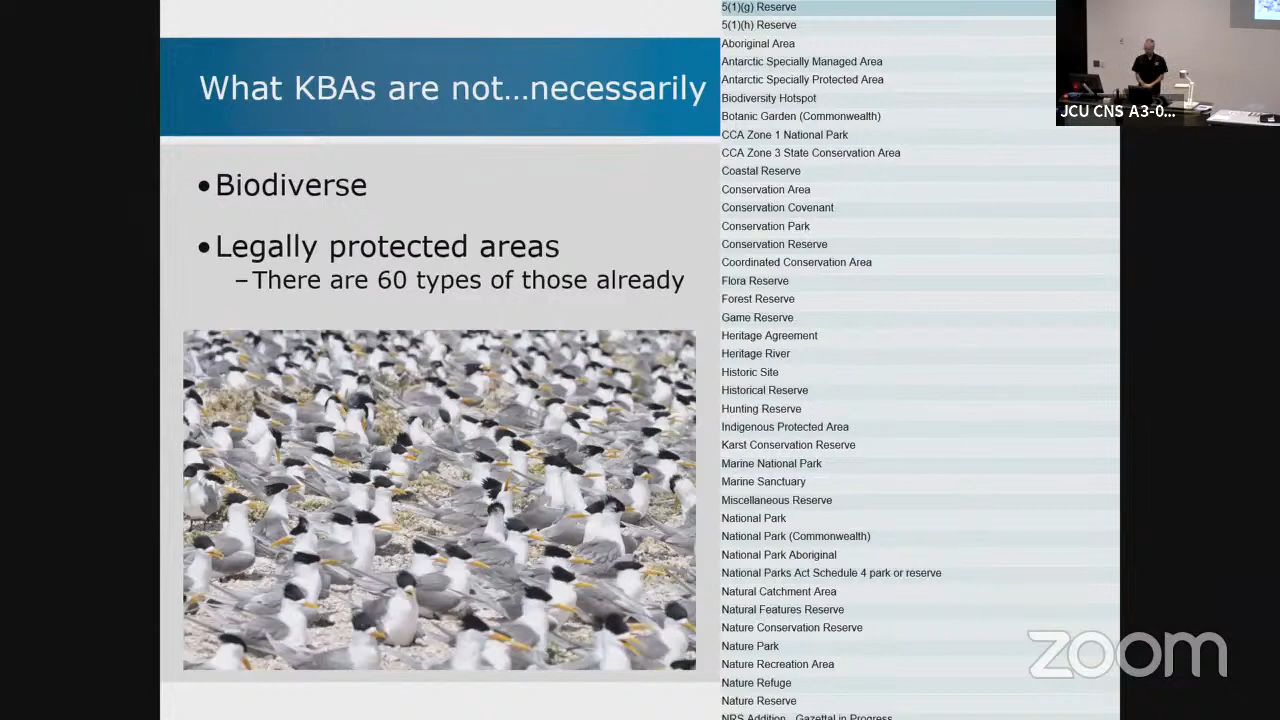 What KBAs are not…necessarily
•Biodiverse
•Legally protected areas
–There are 60 types of those already
5(1)(g) Reserve
5(1)(h) Reserve
Aboriginal Area
Antarctic Specially Managed Area
Antarctic Specially Protected Area
Biodiversity Hotspot
Botanic Garden (Commonwealth)
CCA Zone 1 National Park
CCA Zone 3 State Conservation Area
Coastal Reserve
Conservation Area
Conservation Covenant
Conservation Park
Conservation Reserve
Coordinated Conservation Area
Flora Reserve
Forest Reserve
Game Reserve
Heritage Agreement
Heritage River
Historic Site
Historical Reserve
Hunting Reserve
Indigenous Protected Area
Karst Conservation Reserve
Marine National Park
Marine Sanctuary
Miscellaneous Reserve
National Park
National Park (Commonwealth)
National Park Aboriginal
National Parks Act Schedule 4 park or reserve
Natural Catchment Area
Natural Features Reserve
Nature Conservation Reserve
Nature Park
Nature Recreation Area
Nature Refuge
Nature Reserve
NRS Addition - Gazettal in Progress
JCU CNS A3-0...
zoom